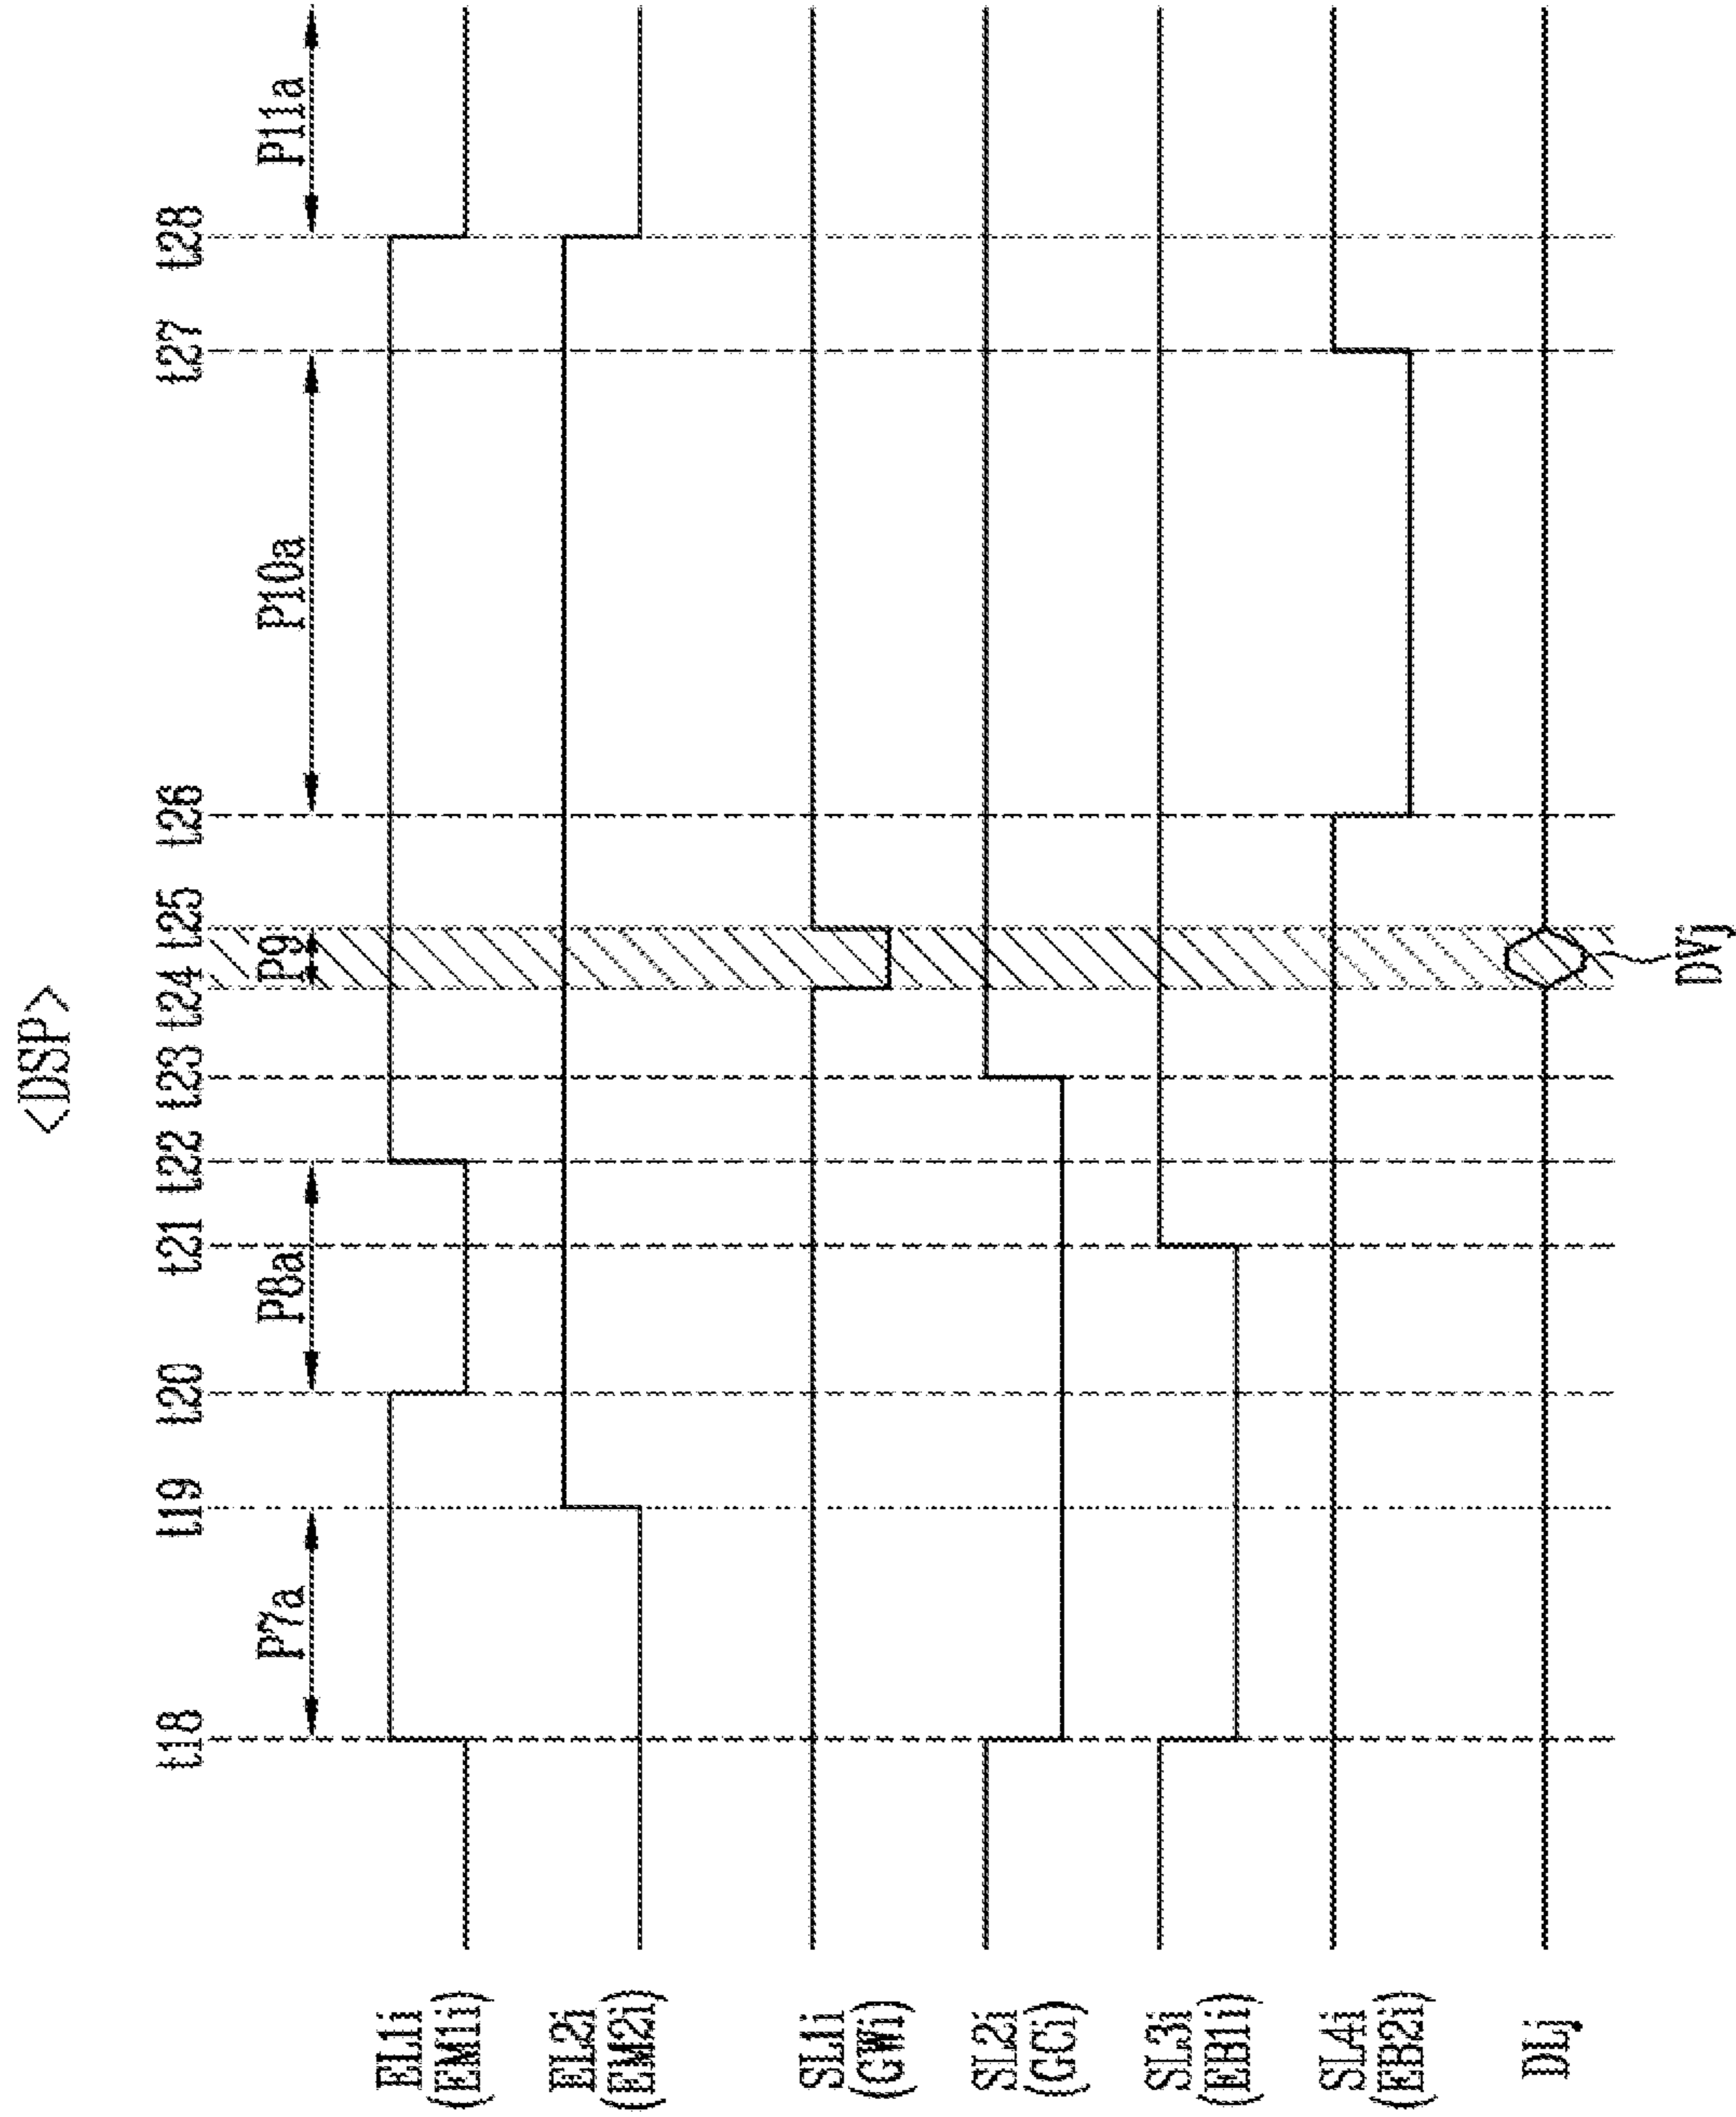 <DSP>
t18 t19 t20 t21 t22 t23 t24 t25 t26 t27 t28
P7a P8a P9 P10a P11a
EL1i
(EM1i)
EL2i
(EM2i)
SL1i
(GWi)
SL2i
(GCi)
SL3i
(EB1i)
SL4i
(EB2i)
DLj
DVj